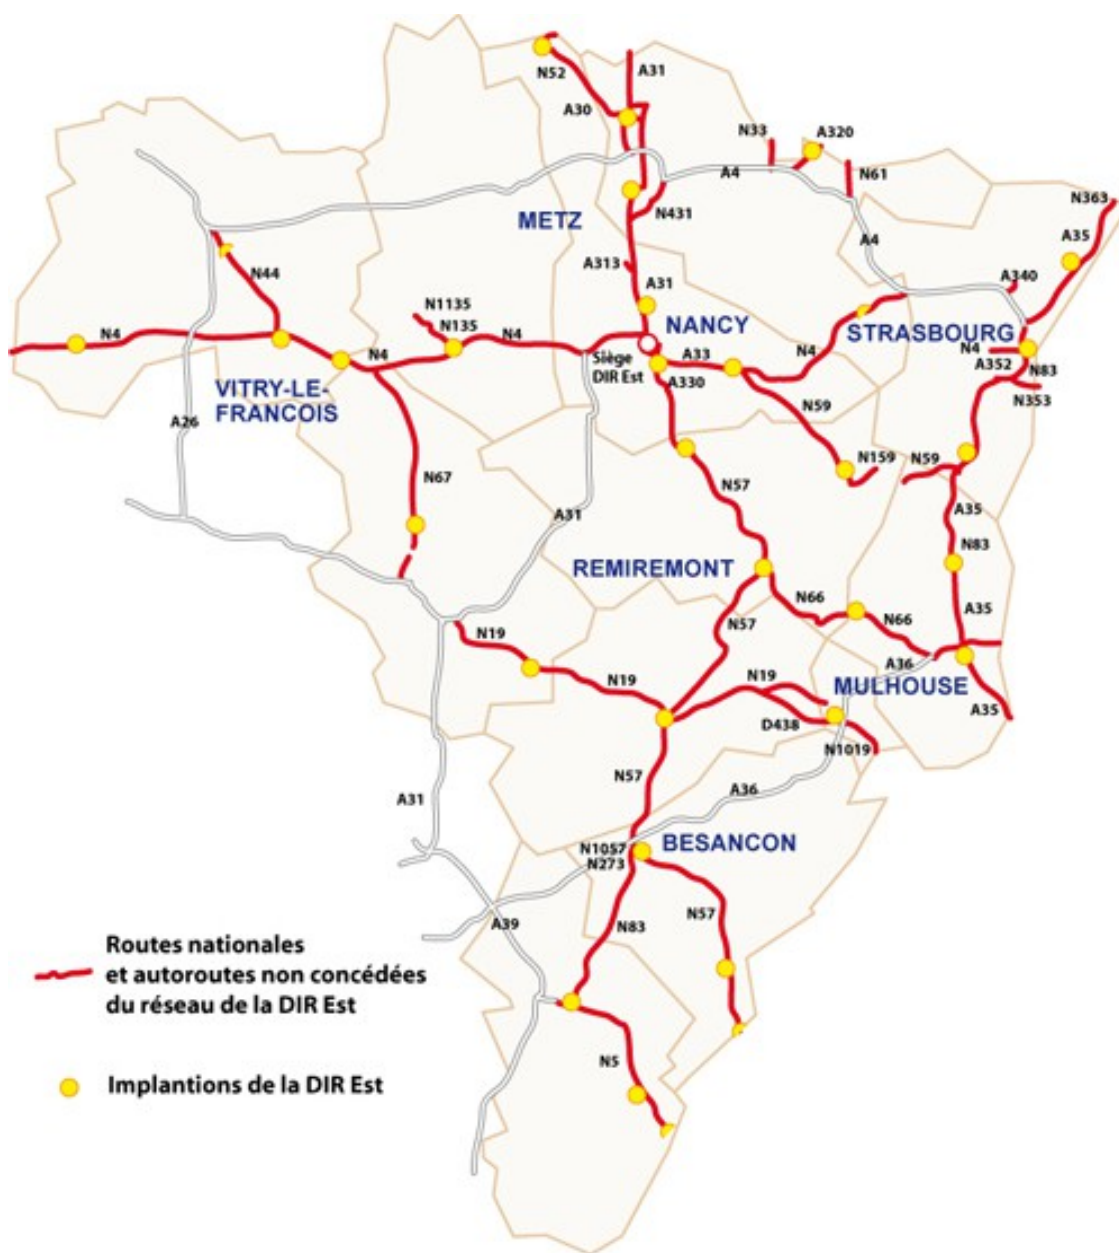 N52
A31
A30
N33
A320
A4
N61
N363
METZ
N431
A4
A35
N44
A313
A340
N1135
A31
N4
N135
N4
NANCY
STRASBOURG
N4
Siège
DIR Est
A33
N4
N4
A352
N83
A330
N353
VITRY-LE-
FRANCOIS
A26
N59
N67
N57
N159
N59
A31
A35
N83
REMIREMONT
N66
N66
A35
N57
N19
A36
N19
N19
MULHOUSE
A35
D438
N1019
N57
A36
A31
N1057
N273
BESANCON
N57
A39
N83
Routes nationales
et autoroutes non concédées
du réseau de la DIR Est
N5
Implantions de la DIR Est